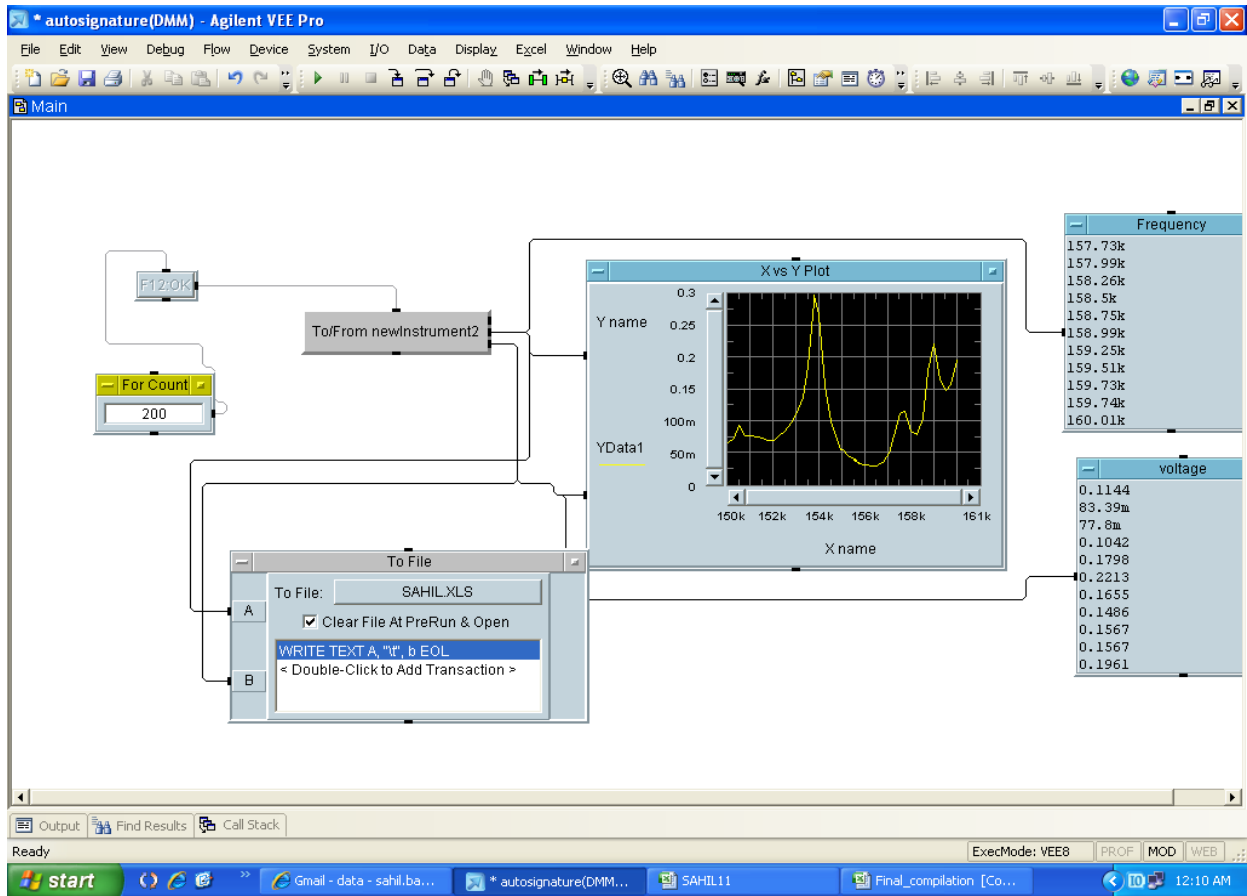 * autosignature(DMM) - Agilent VEE Pro
File Edit View Debug Flow Device System I/O Data Display Excel Window Help
Main
F12:OK
To/From newInstrument2
For Count
200
X vs Y Plot
Y name
YData1
0.3
0.25
0.2
0.15
100m
50m
0
150k 152k 154k 156k 158k 161k
X name
Frequency
157.73k
157.99k
158.26k
158.5k
158.75k
158.99k
159.25k
159.51k
159.73k
159.74k
160.01k
voltage
0.1144
83.39m
77.8m
0.1042
0.1798
0.2213
0.1655
0.1486
0.1567
0.1567
0.1961
To File
To File: SAHIL.XLS
Clear File At PreRun & Open
A
WRITE TEXT A, "\t", b EOL
< Double-Click to Add Transaction >
B
Output Find Results Call Stack
Ready ExecMode: VEE8 PROF MOD WEB
start Gmail - data - sahil.ba... * autosignature(DMM... SAHIL11 Final_compilation [Co... 12:10 AM